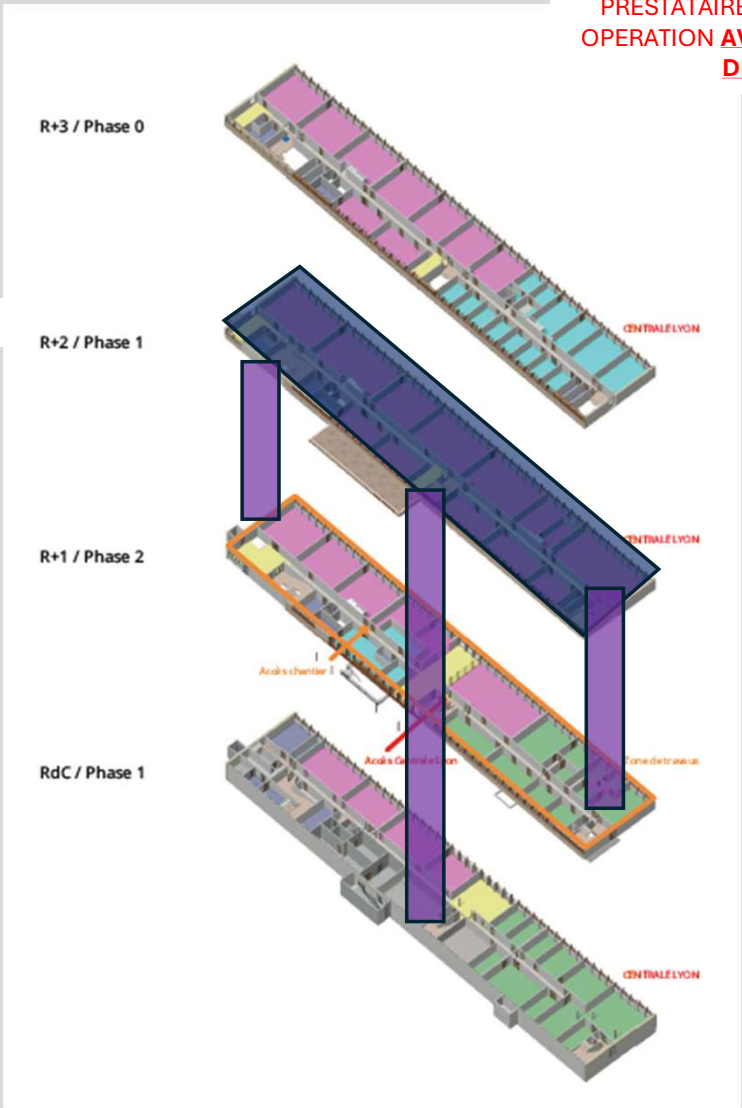 PRESTATAIRE
OPERATION AV
D
R+3 / Phase 0
CENTRALE LYON
R+2 / Phase 1
CENTRALE LYON
R+1 / Phase 2
Accès chantier
Accès Centrale Lyon
Zone de travaux
RdC / Phase 1
CENTRALE LYON